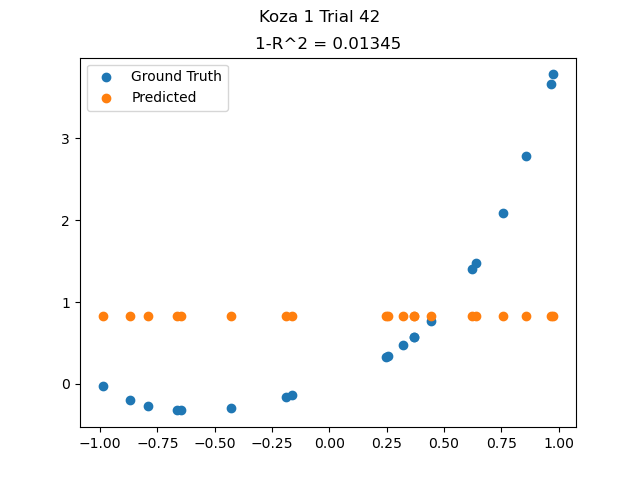 Koza 1 Trial 42
1-R^2 = 0.01345
Ground Truth
Predicted
3
2
1
0
−1.00 −0.75 −0.50 −0.25 0.00 0.25 0.50 0.75 1.00